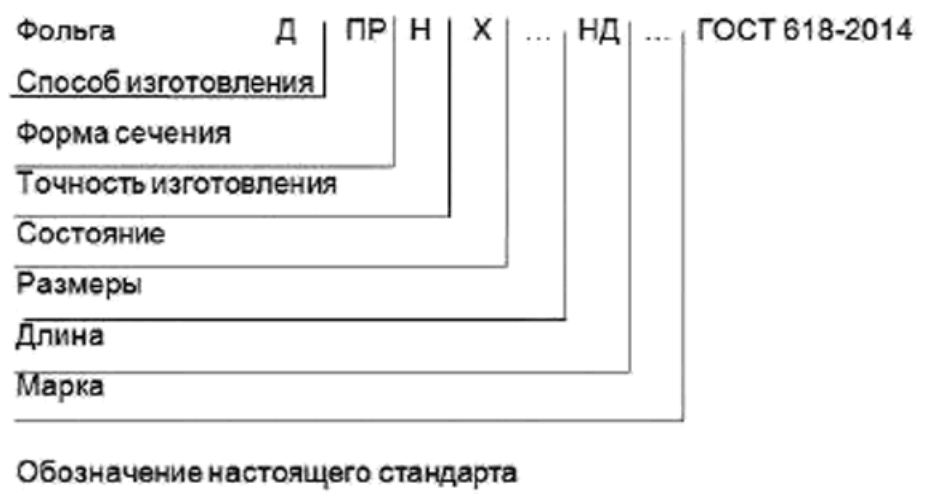 Фольга Д ПР Н Х ... НД ... ГОСТ 618-2014
Способ изготовления
Форма сечения
Точность изготовления
Состояние
Размеры
Длина
Марка
Обозначение настоящего стандарта